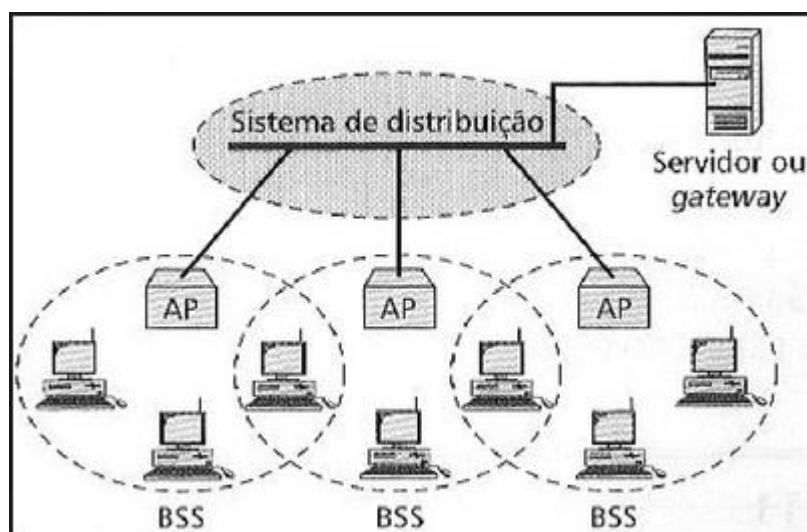 Sistema de distribuição
Servidor ou
gateway
AP
AP
AP
BSS
BSS
BSS